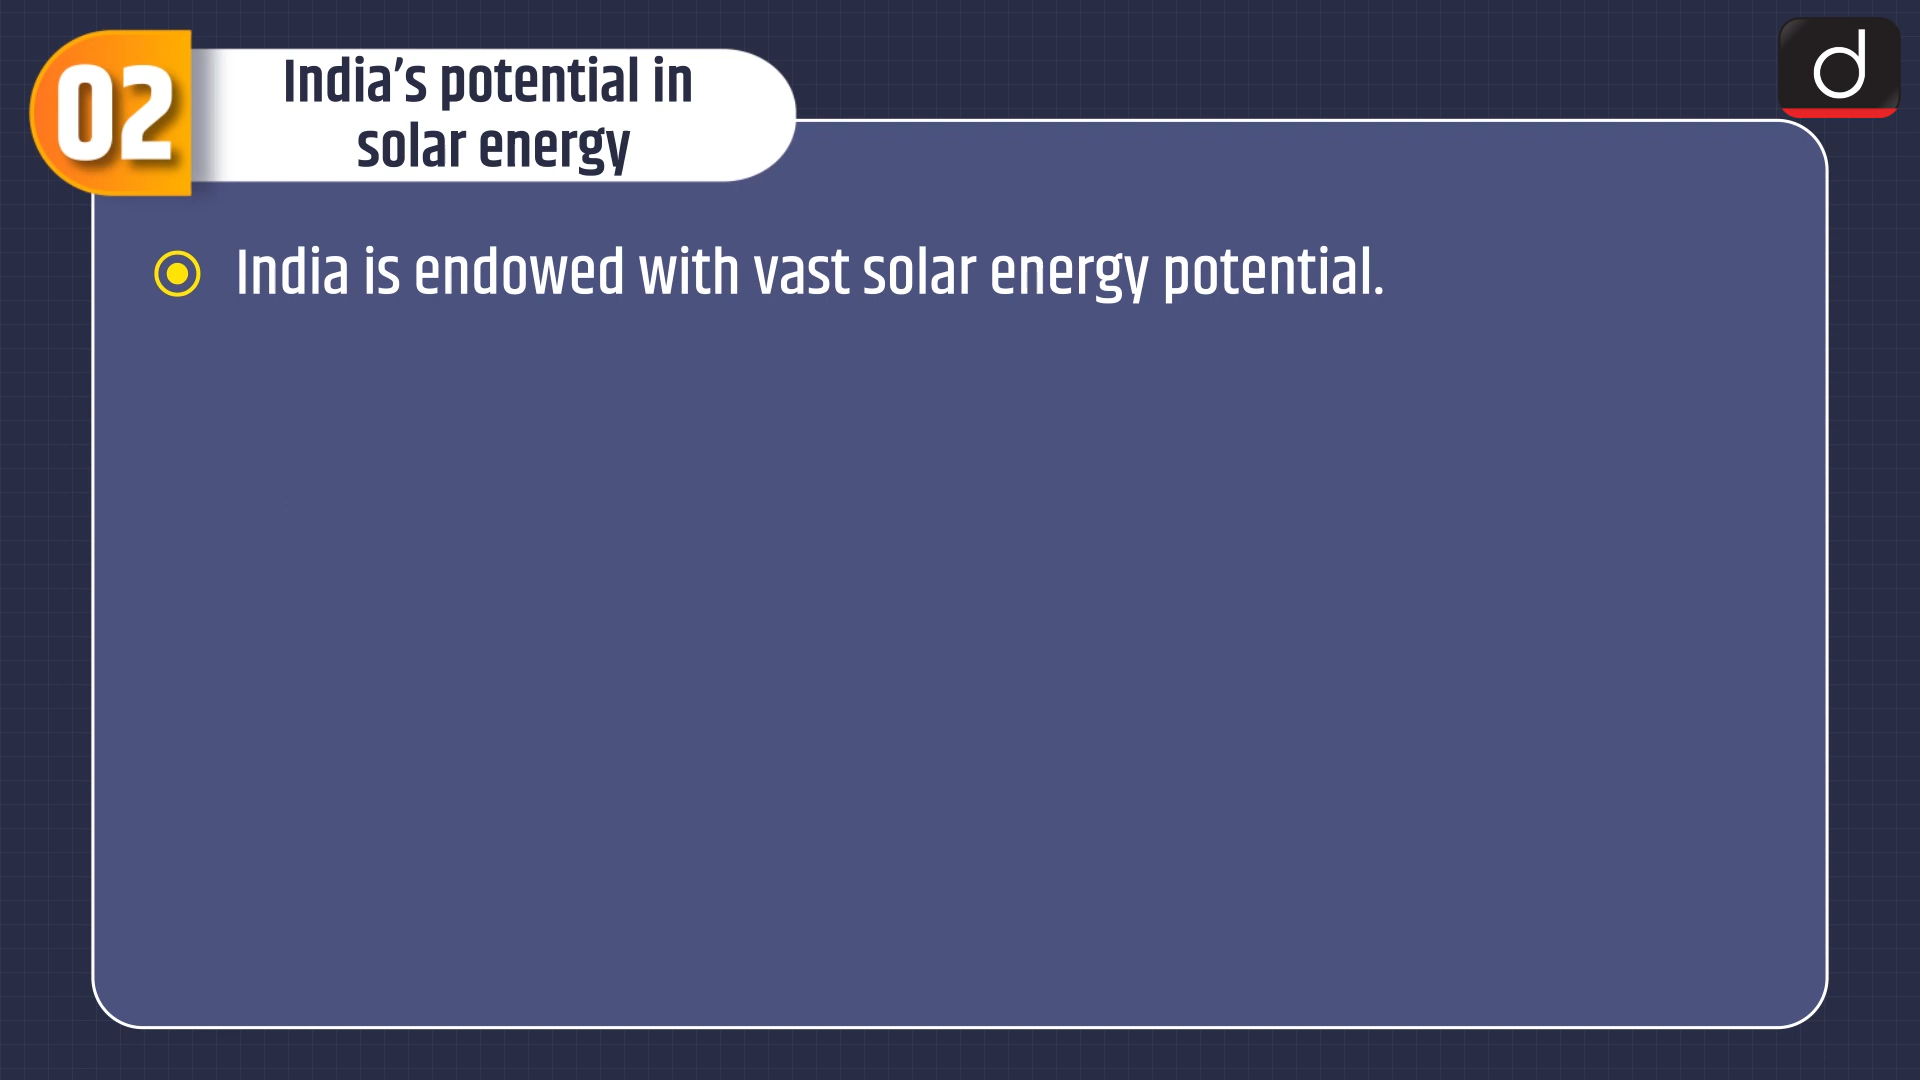 02
India’s potential in
solar energy
d
India is endowed with vast solar energy potential.